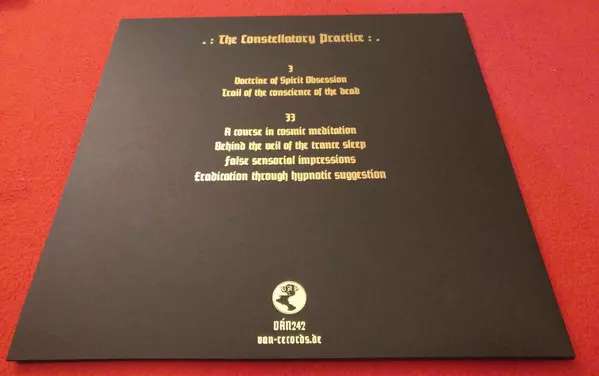 .: The Constellatory Practice :.
I
Doctrine of Spirit Obsession
Trail of the conscience of the dead
II
A course in cosmic meditation
Behind the veil of the trance sleep
False sensorial impressions
Eradication through hypnotic suggestion
VÁN
VÁN242
van-records.de